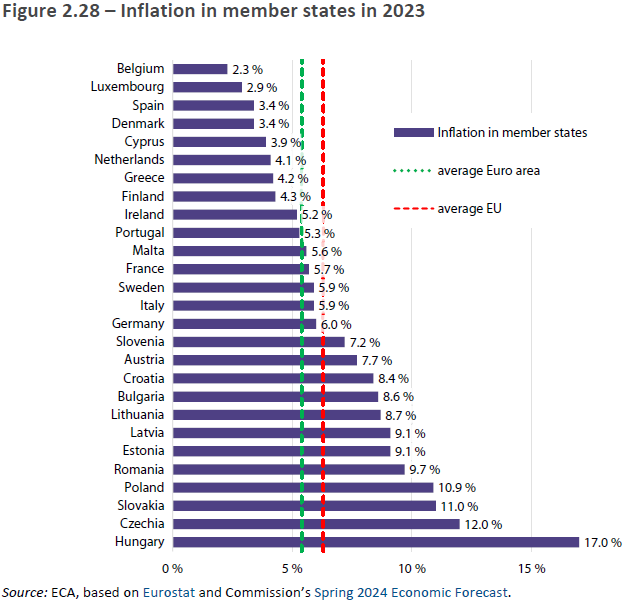 Figure 2.28 – Inflation in member states in 2023
Belgium 2.3 %
Luxembourg 2.9 %
Spain 3.4 %
Denmark 3.4 %
Cyprus 3.9 %
Netherlands 4.1 %
Greece 4.2 %
Finland 4.3 %
Ireland 5.2 %
Portugal 5.3 %
Malta 5.6 %
France 5.7 %
Sweden 5.9 %
Italy 5.9 %
Germany 6.0 %
Slovenia 7.2 %
Austria 7.7 %
Croatia 8.4 %
Bulgaria 8.6 %
Lithuania 8.7 %
Latvia 9.1 %
Estonia 9.1 %
Romania 9.7 %
Poland 10.9 %
Slovakia 11.0 %
Czechia 12.0 %
Hungary 17.0 %
0 % 5 % 10 % 15 %
Inflation in member states
average Euro area
average EU
Source: ECA, based on Eurostat and Commission's Spring 2024 Economic Forecast.